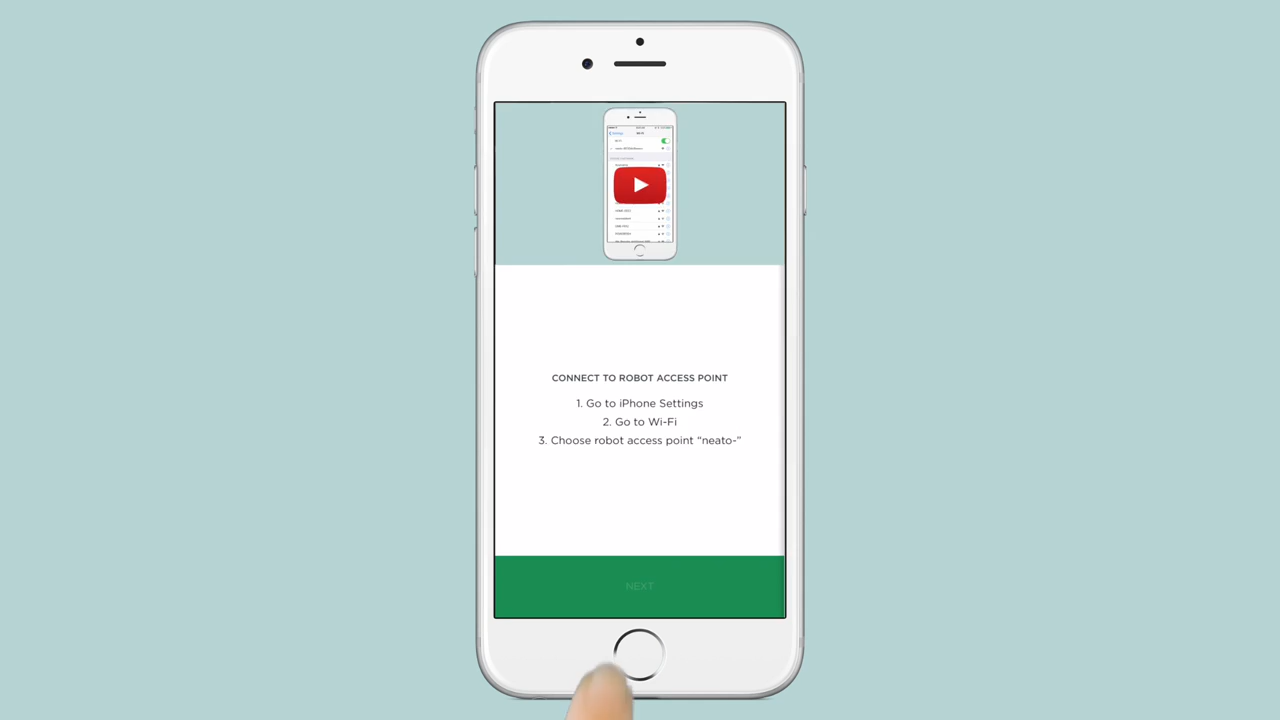 CONNECT TO ROBOT ACCESS POINT
1. Go to iPhone Settings
2. Go to Wi-Fi
3. Choose robot access point “neato-”
NEXT